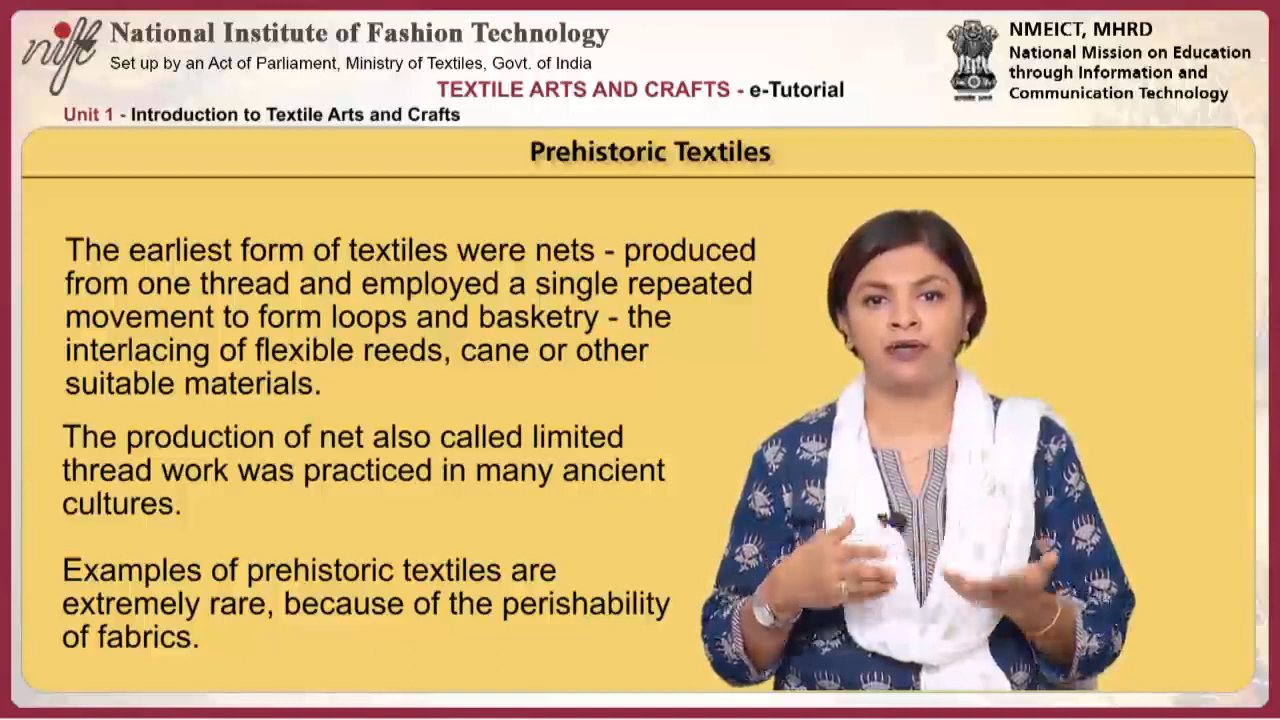 nift
National Institute of Fashion Technology
Set up by an Act of Parliament, Ministry of Textiles, Govt. of India
NMEICT, MHRD
National Mission on Education
through Information and
Communication Technology
TEXTILE ARTS AND CRAFTS - e-Tutorial
Unit 1 - Introduction to Textile Arts and Crafts
Prehistoric Textiles
The earliest form of textiles were nets - produced
from one thread and employed a single repeated
movement to form loops and basketry - the
interlacing of flexible reeds, cane or other
suitable materials.
The production of net also called limited
thread work was practiced in many ancient
cultures.
Examples of prehistoric textiles are
extremely rare, because of the perishability
of fabrics.